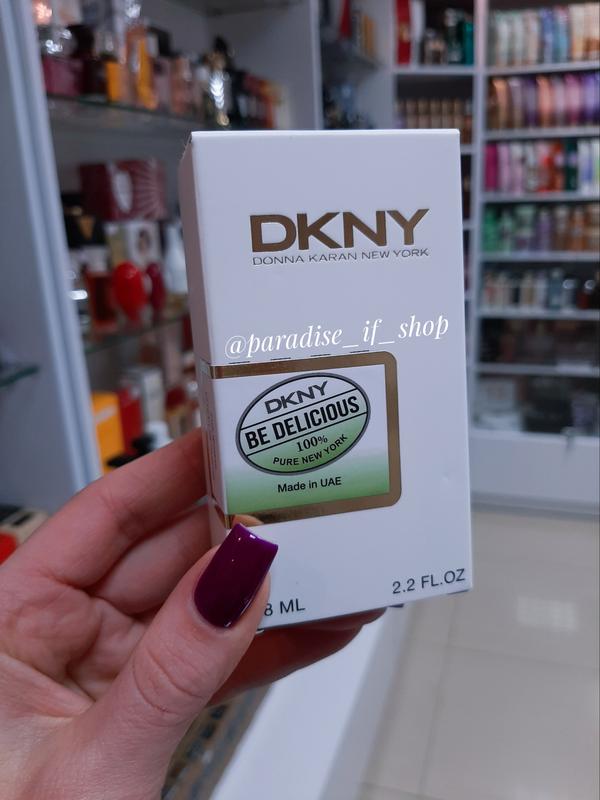 DKNY
DONNA KARAN NEW YORK
@paradise_if_shop
DKNY
BE DELICIOUS
100%
PURE NEW YORK
Made in UAE
8 ML
2.2 FL.OZ